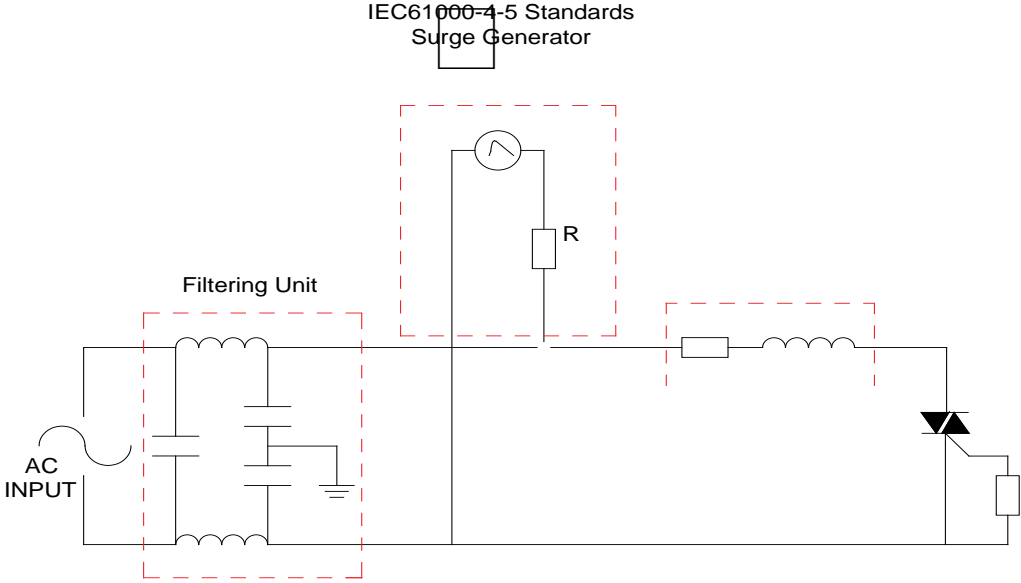 IEC61000-4-5 Standards
Surge Generator
R
Filtering Unit
AC
INPUT